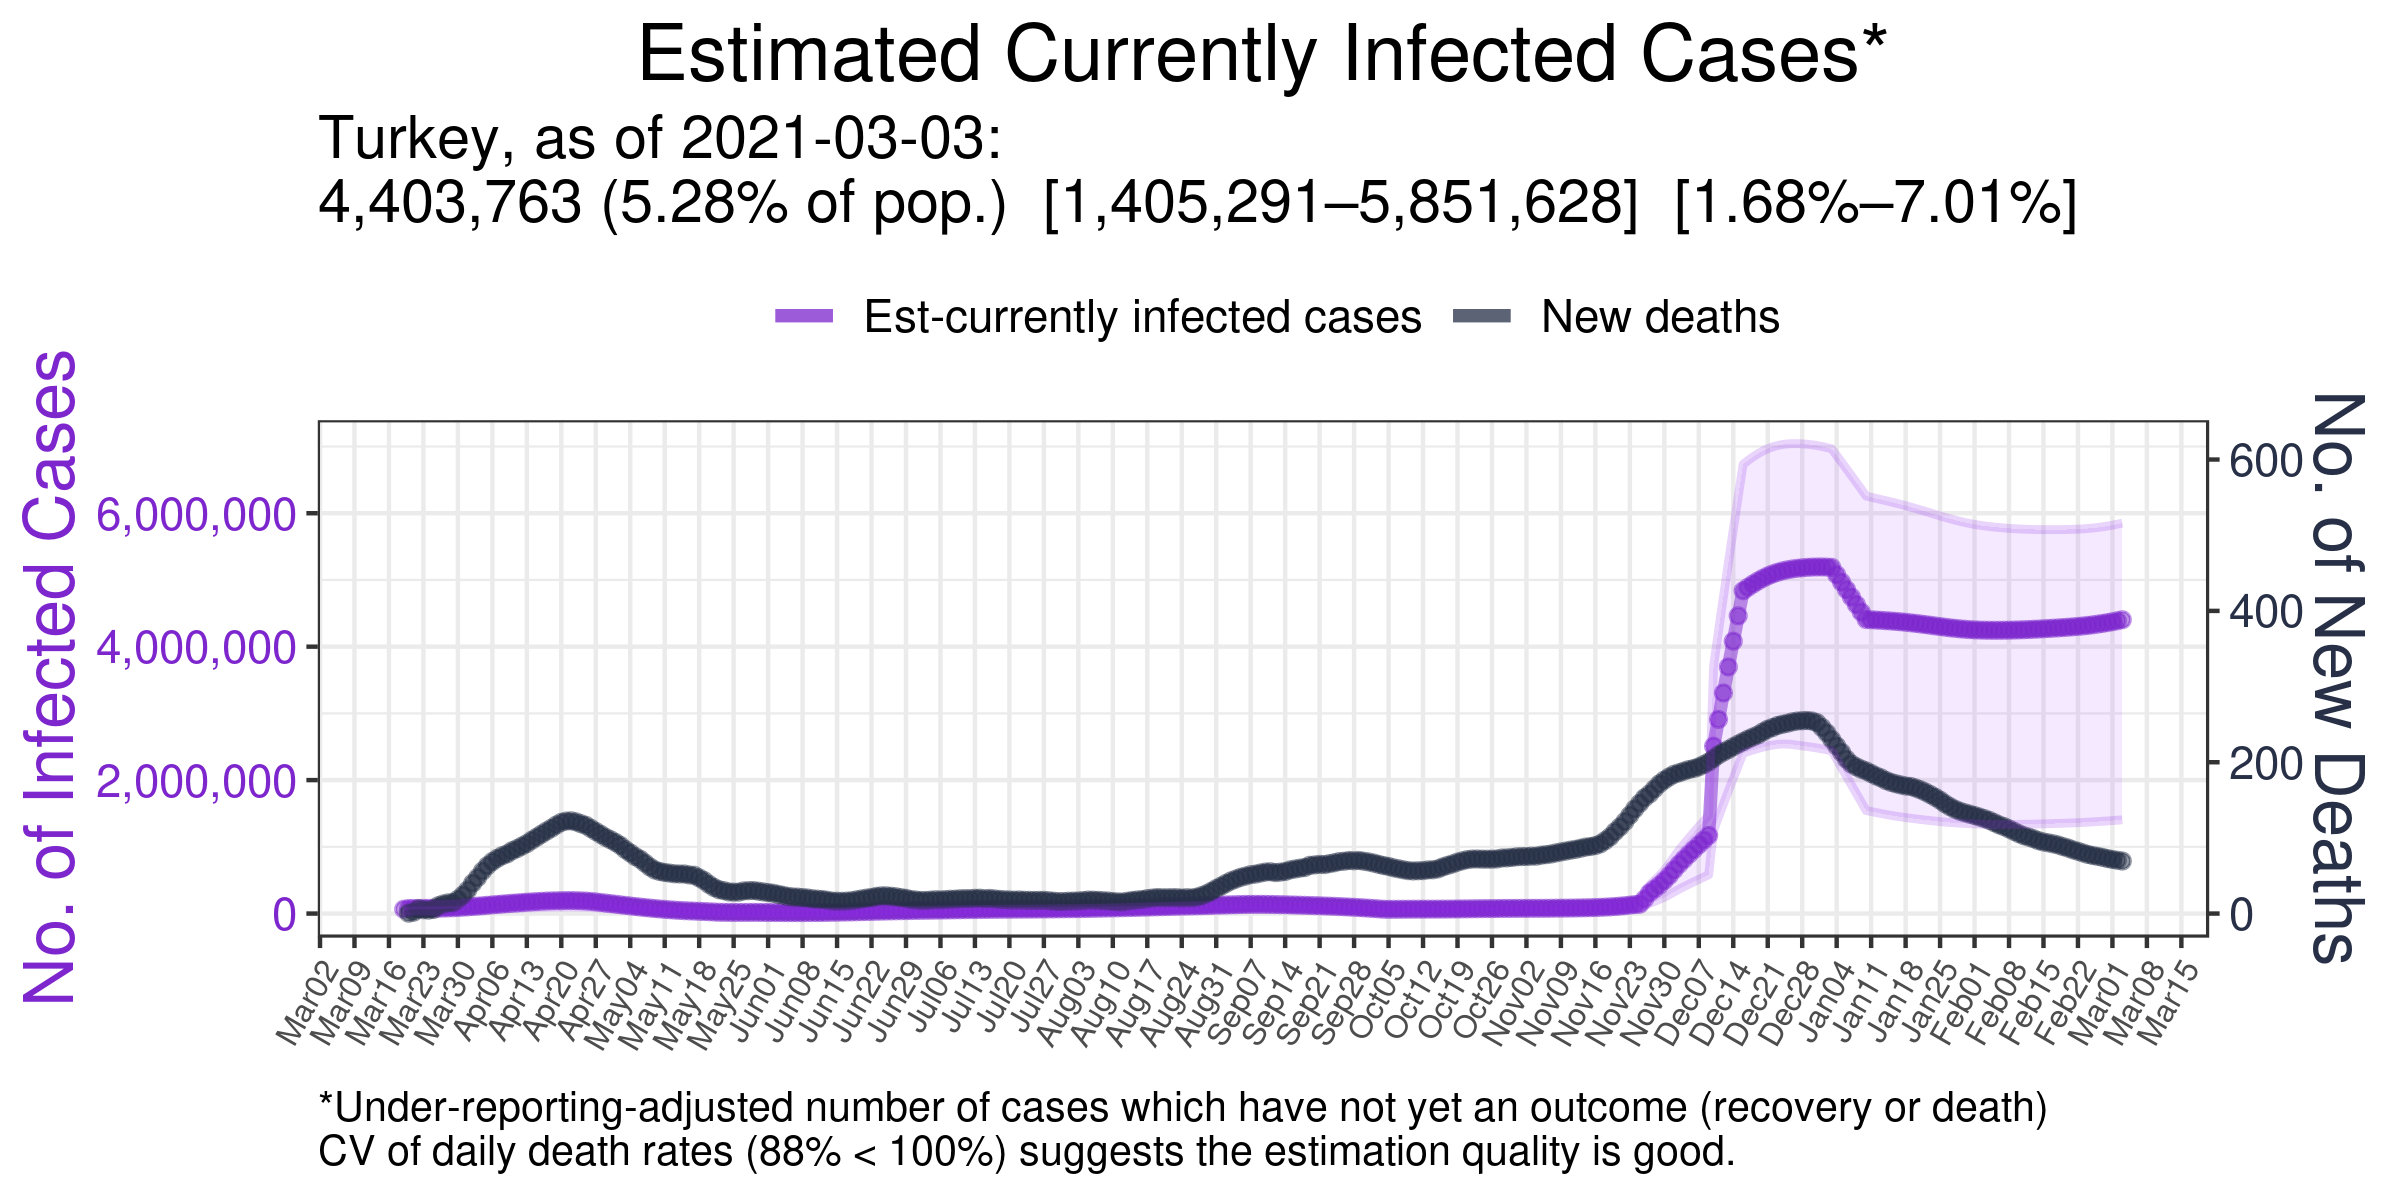 Estimated Currently Infected Cases*
Turkey, as of 2021-03-03:
4,403,763 (5.28% of pop.)  [1,405,291–5,851,628]  [1.68%–7.01%]
Est-currently infected cases
New deaths
No. of Infected Cases
6,000,000
4,000,000
2,000,000
0
600
400
200
0
No. of New Deaths
Mar02
Mar09
Mar16
Mar23
Mar30
Apr06
Apr13
Apr20
Apr27
May04
May11
May18
May25
Jun01
Jun08
Jun15
Jun22
Jun29
Jul06
Jul13
Jul20
Jul27
Aug03
Aug10
Aug17
Aug24
Aug31
Sep07
Sep14
Sep21
Sep28
Oct05
Oct12
Oct19
Oct26
Nov02
Nov09
Nov16
Nov23
Nov30
Dec07
Dec14
Dec21
Dec28
Jan04
Jan11
Jan18
Jan25
Feb01
Feb08
Feb15
Feb22
Mar01
Mar08
Mar15
*Under-reporting-adjusted number of cases which have not yet an outcome (recovery or death)
CV of daily death rates (88% < 100%) suggests the estimation quality is good.